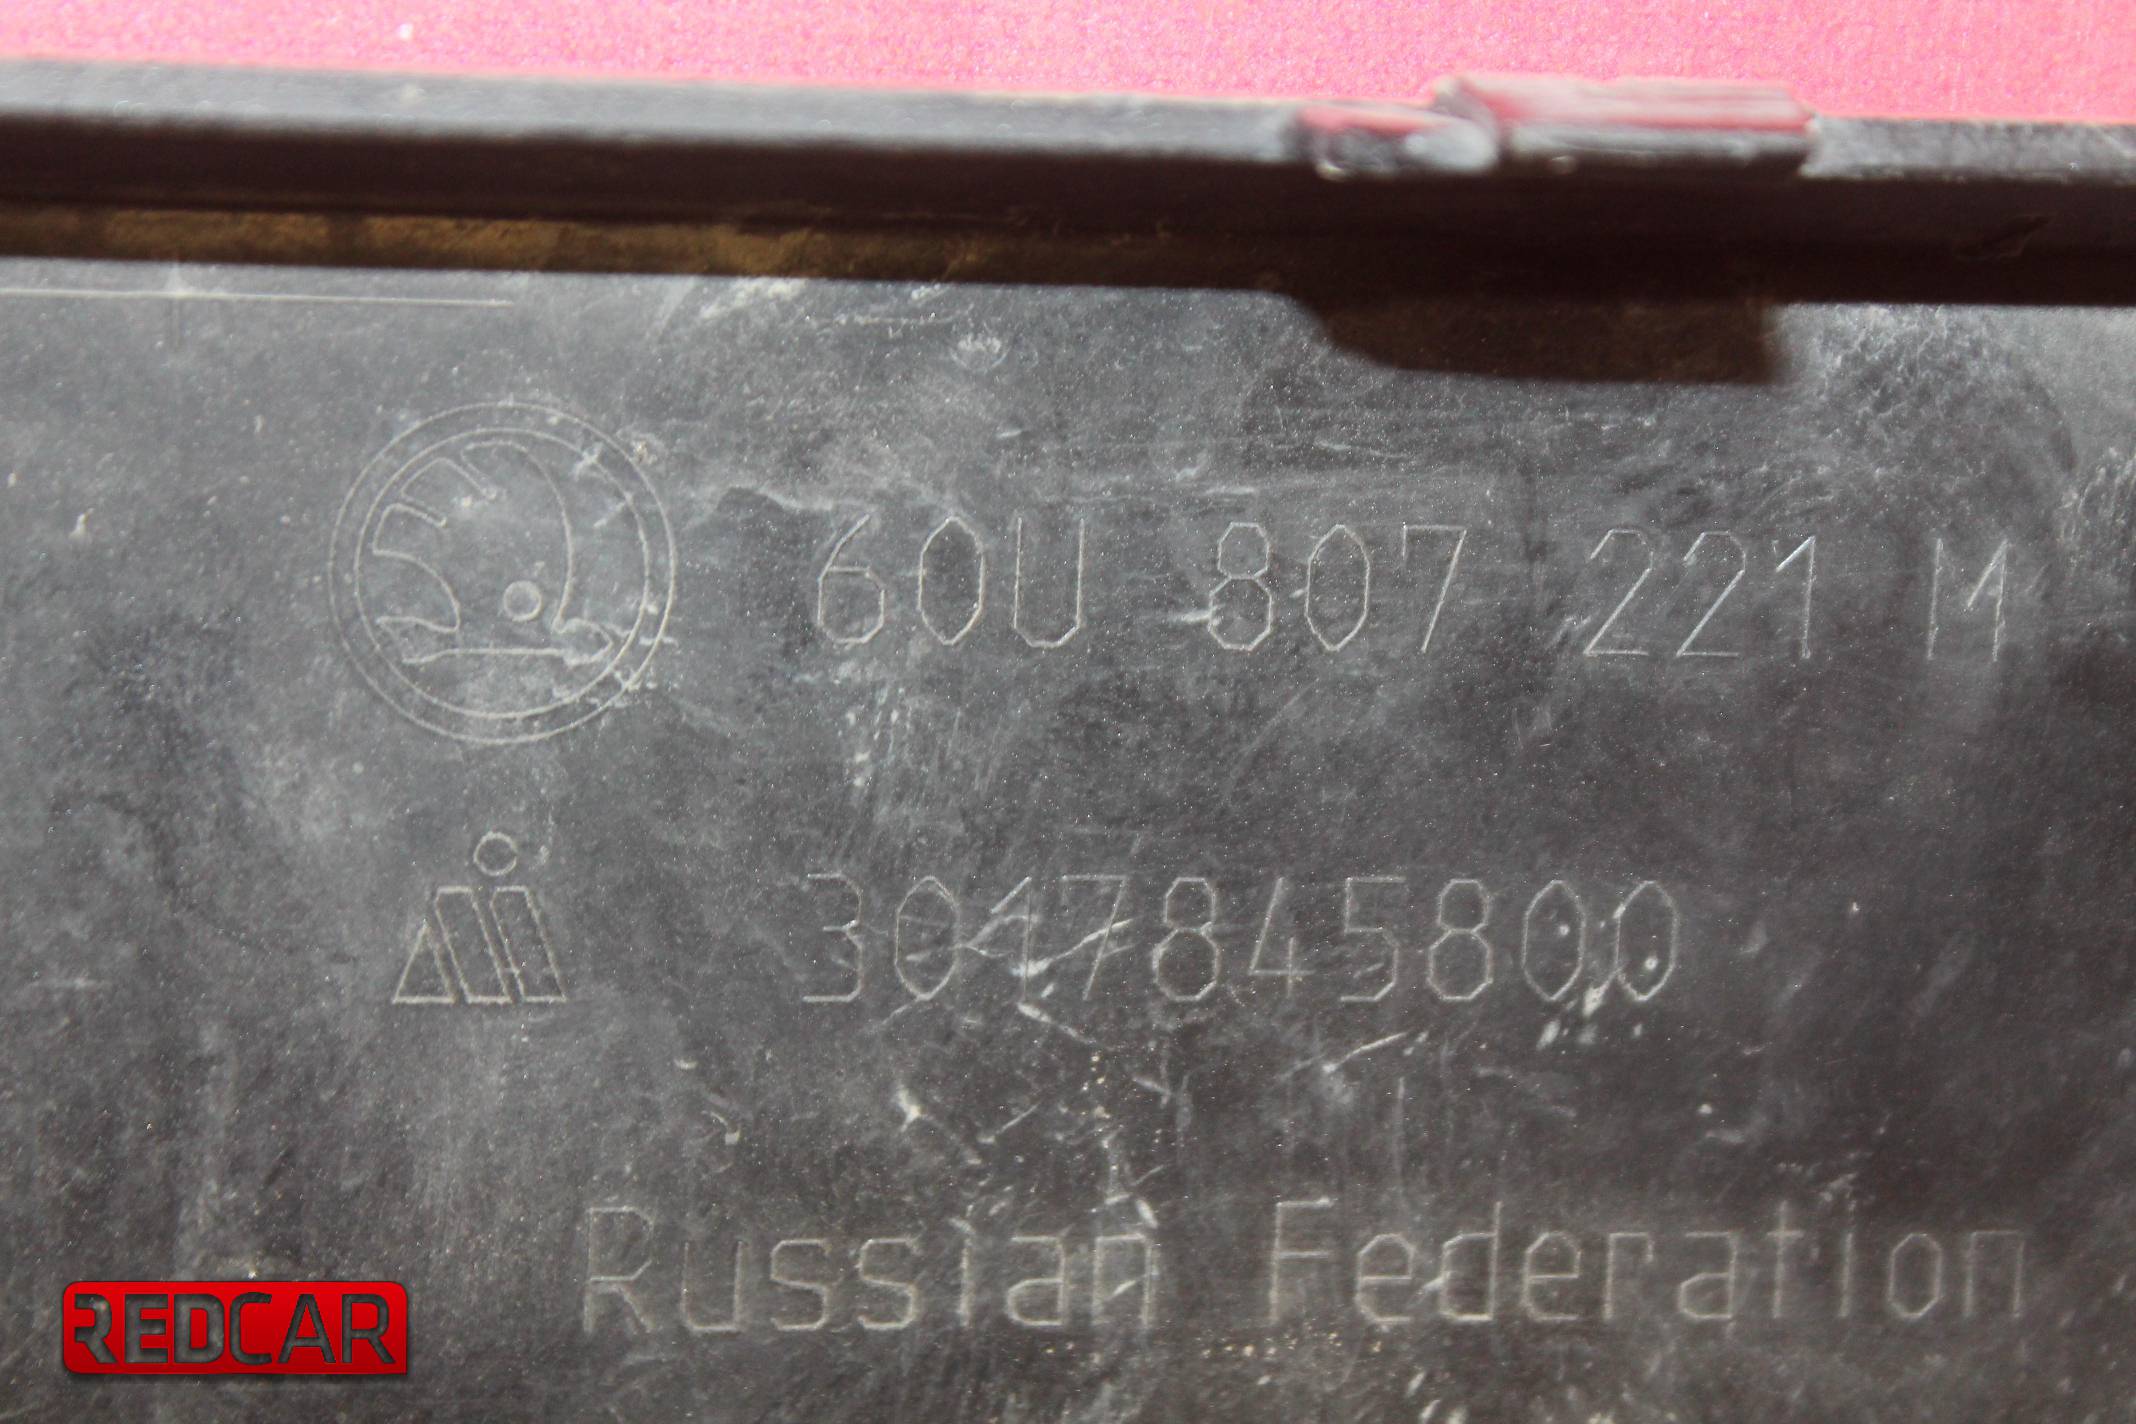 60U 807 221 M
3017845800
Russian Federation
REDCAR